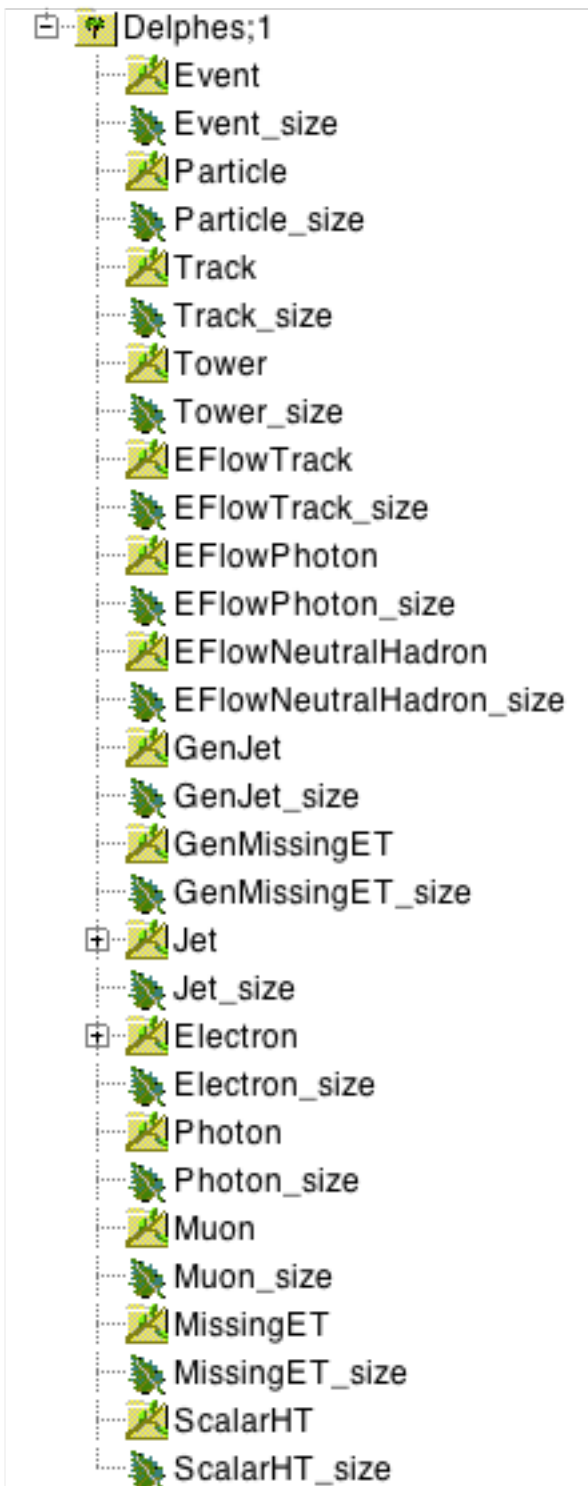 Delphes;1
Event
Event_size
Particle
Particle_size
Track
Track_size
Tower
Tower_size
EFlowTrack
EFlowTrack_size
EFlowPhoton
EFlowPhoton_size
EFlowNeutralHadron
EFlowNeutralHadron_size
GenJet
GenJet_size
GenMissingET
GenMissingET_size
Jet
Jet_size
Electron
Electron_size
Photon
Photon_size
Muon
Muon_size
MissingET
MissingET_size
ScalarHT
ScalarHT_size